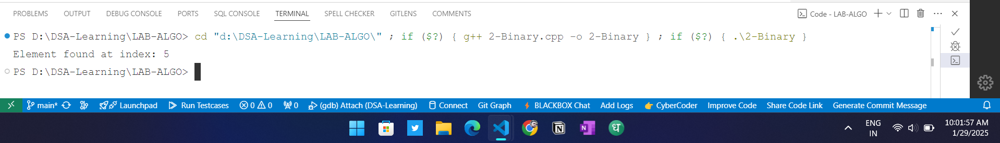 PROBLEMS OUTPUT DEBUG CONSOLE PORTS SQL CONSOLE TERMINAL SPELL CHECKER GITLENS COMMENTS Code - LAB-ALGO
PS D:\DSA-Learning\LAB-ALGO> cd "d:\DSA-Learning\LAB-ALGO\" ; if ($?) { g++ 2-Binary.cpp -o 2-Binary } ; if ($?) { .\2-Binary }
Element found at index: 5
PS D:\DSA-Learning\LAB-ALGO>
main* Launchpad Run Testcases 0 0 0 (gdb) Attach (DSA-Learning) Connect Git Graph BLACKBOX Chat Add Logs CyberCoder Improve Code Share Code Link Generate Commit Message
N N ध ENG 10:01:57 AM
IN 1/29/2025